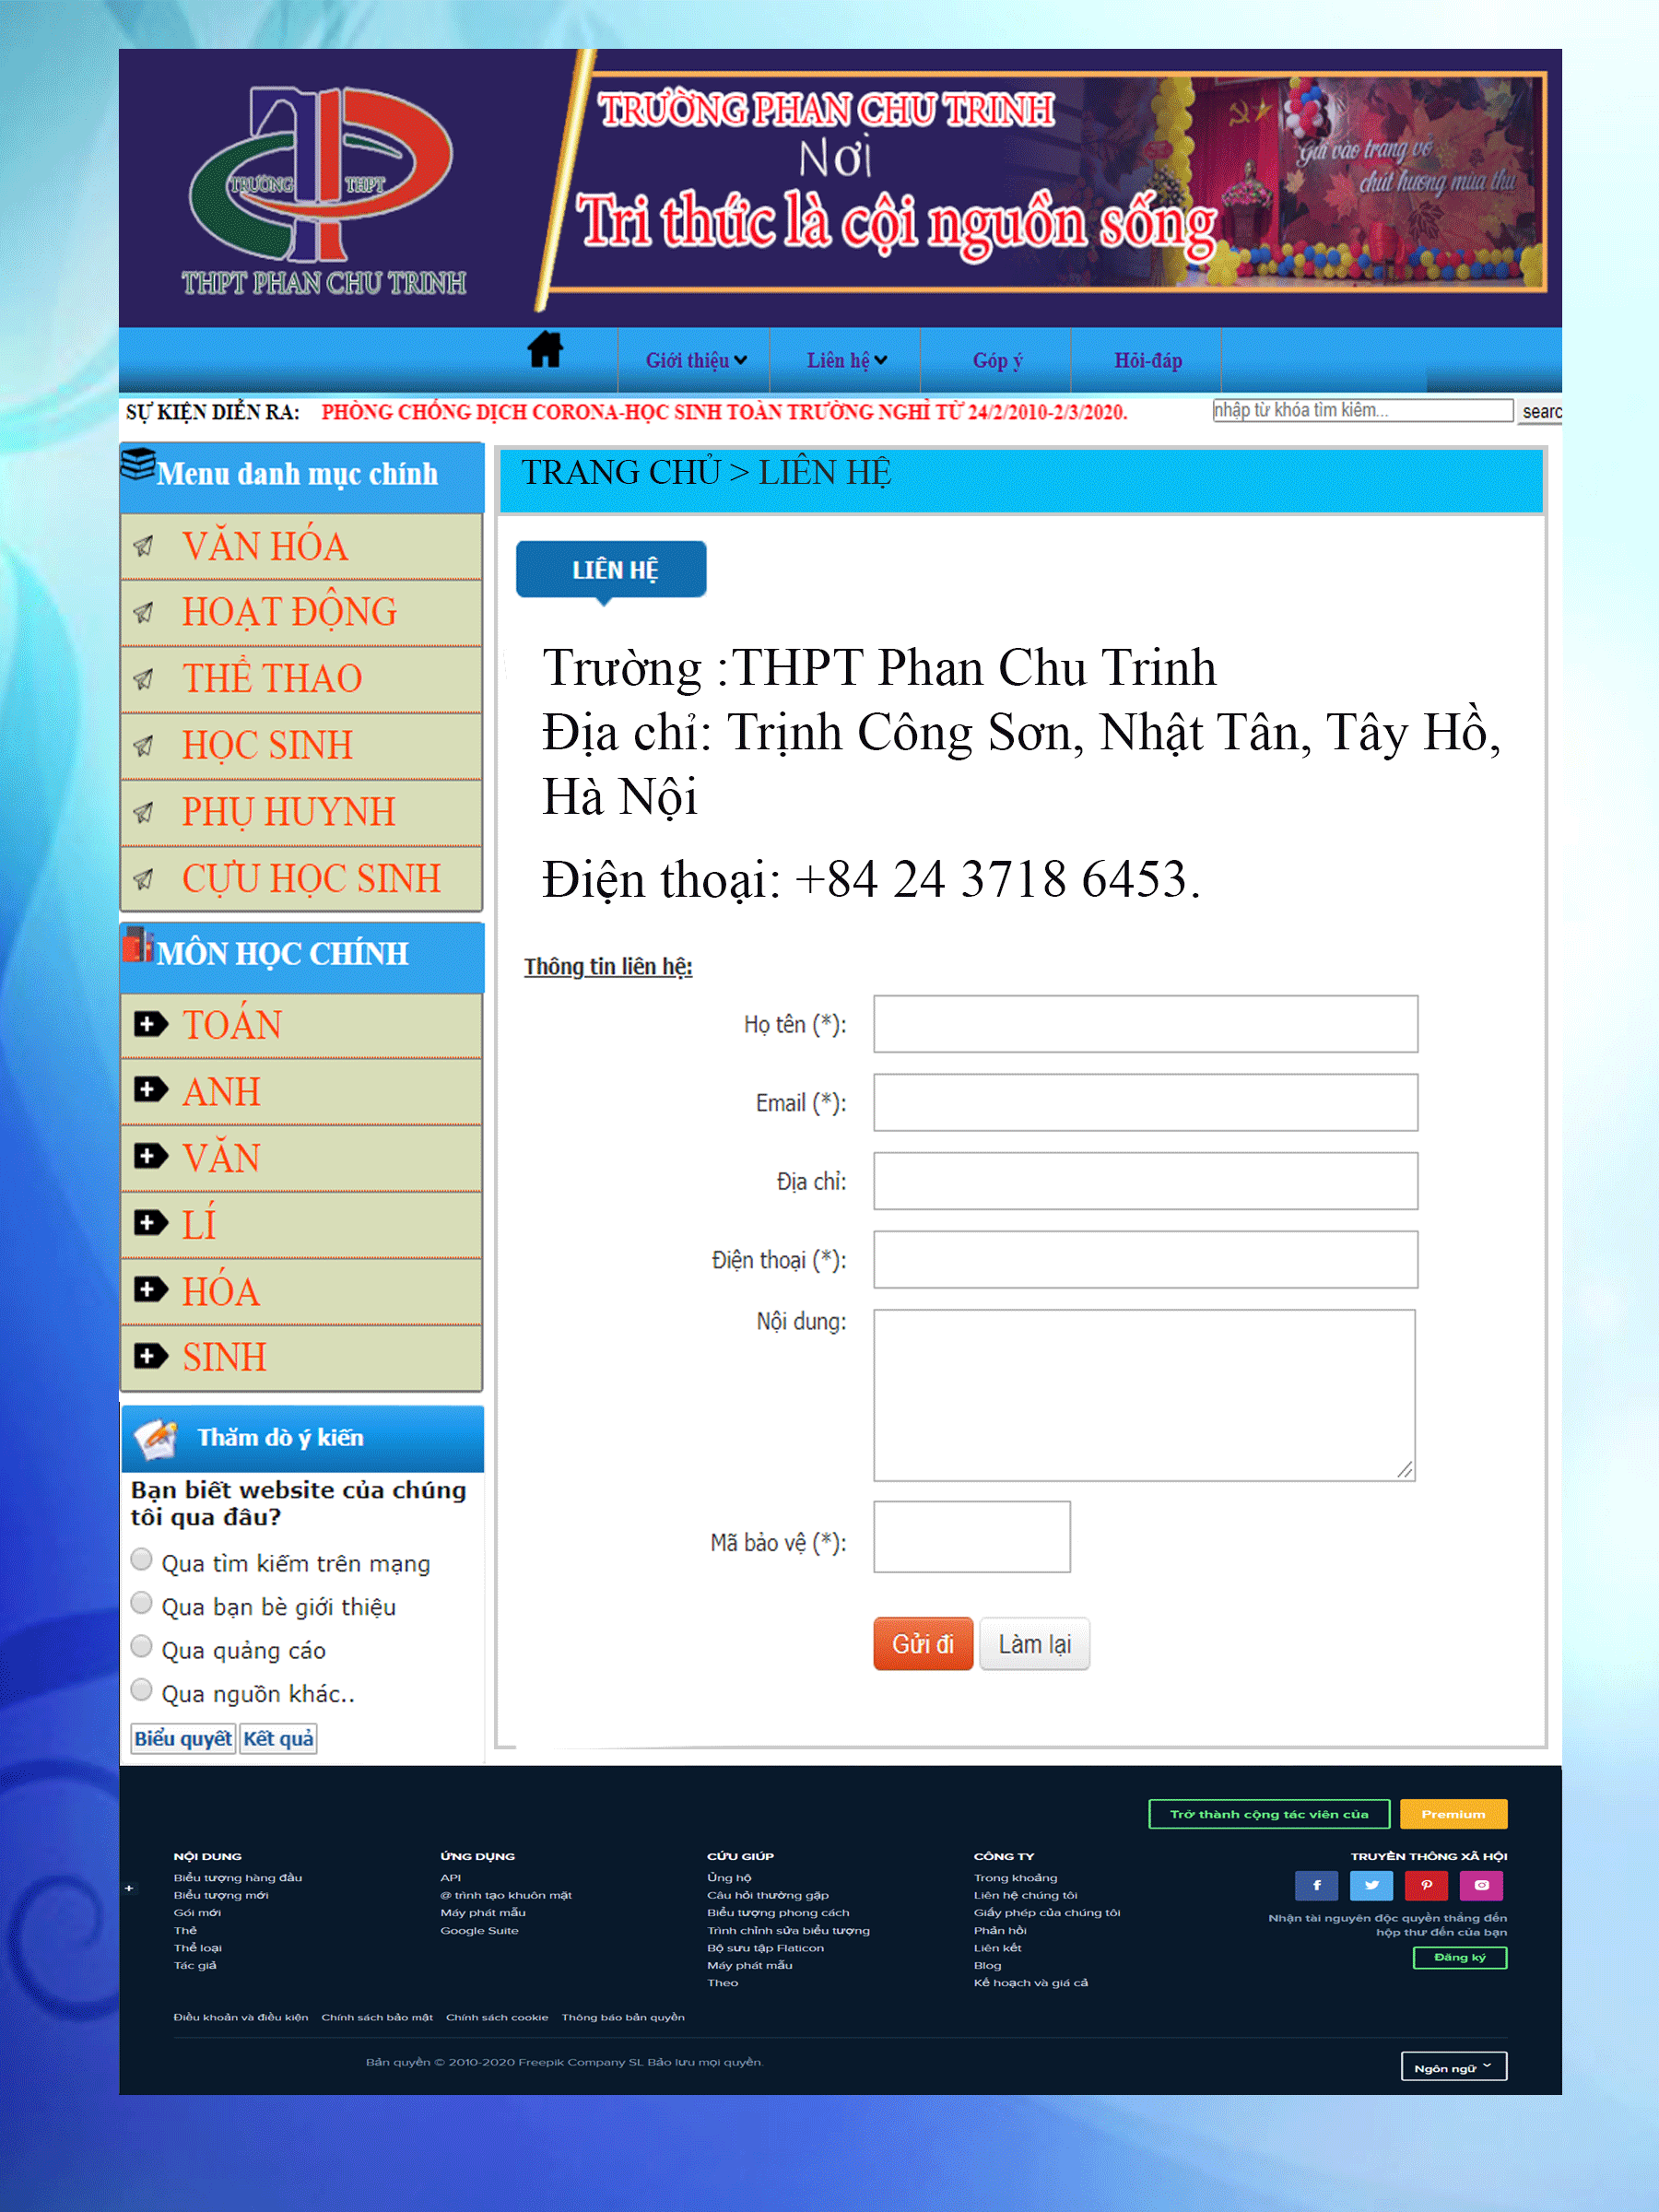 TRƯỜNG THPT
THPT PHAN CHU TRINH
TRƯỜNG PHAN CHU TRINH
Nơi
Tri thức là cội nguồn sống
Gửi vào trang vở
chút hương mùa thu
Giới thiệu
Liên hệ
Góp ý
Hỏi-đáp
SỰ KIỆN DIỄN RA: PHÒNG CHỐNG DỊCH CORONA-HỌC SINH TOÀN TRƯỜNG NGHỈ TỪ 24/2/2010-2/3/2020.
nhập từ khóa tìm kiêm...
searc
Menu danh mục chính
VĂN HÓA
HOẠT ĐỘNG
THỂ THAO
HỌC SINH
PHỤ HUYNH
CỰU HỌC SINH
MÔN HỌC CHÍNH
TOÁN
ANH
VĂN
LÍ
HÓA
SINH
Thăm dò ý kiến
Bạn biết website của chúng
tôi qua đâu?
Qua tìm kiếm trên mạng
Qua bạn bè giới thiệu
Qua quảng cáo
Qua nguồn khác..
Biểu quyết Kết quả
TRANG CHỦ > LIÊN HỆ
LIÊN HỆ
Trường :THPT Phan Chu Trinh
Địa chỉ: Trịnh Công Sơn, Nhật Tân, Tây Hồ,
Hà Nội
Điện thoại: +84 24 3718 6453.
Thông tin liên hệ:
Họ tên (*):
Email (*):
Địa chỉ:
Điện thoại (*):
Nội dung:
Mã bảo vệ (*):
Gửi đi
Làm lại
Trở thành cộng tác viên của
Premium
NỘI DUNG
Biểu tượng hàng đầu
Biểu tượng mới
Gói mới
Thẻ
Thể loại
Tác giả
ỨNG DỤNG
API
@ trình tạo khuôn mặt
Máy phát mẫu
Google Suite
CỨU GIÚP
Ủng hộ
Câu hỏi thường gặp
Biểu tượng phong cách
Trình chỉnh sửa biểu tượng
Bộ sưu tập Flaticon
Máy phát mẫu
Theo
CÔNG TY
Trong khoảng
Liên hệ chúng tôi
Giấy phép của chúng tôi
Phản hồi
Liên kết
Blog
Kế hoạch và giá cả
TRUYỀN THÔNG XÃ HỘI
Nhận tài nguyên độc quyền thẳng đến
hộp thư đến của bạn
Đăng ký
Điều khoản và điều kiện Chính sách bảo mật Chính sách cookie Thông báo bản quyền
Bản quyền © 2010-2020 Freepik Company SL Bảo lưu mọi quyền.
Ngôn ngữ